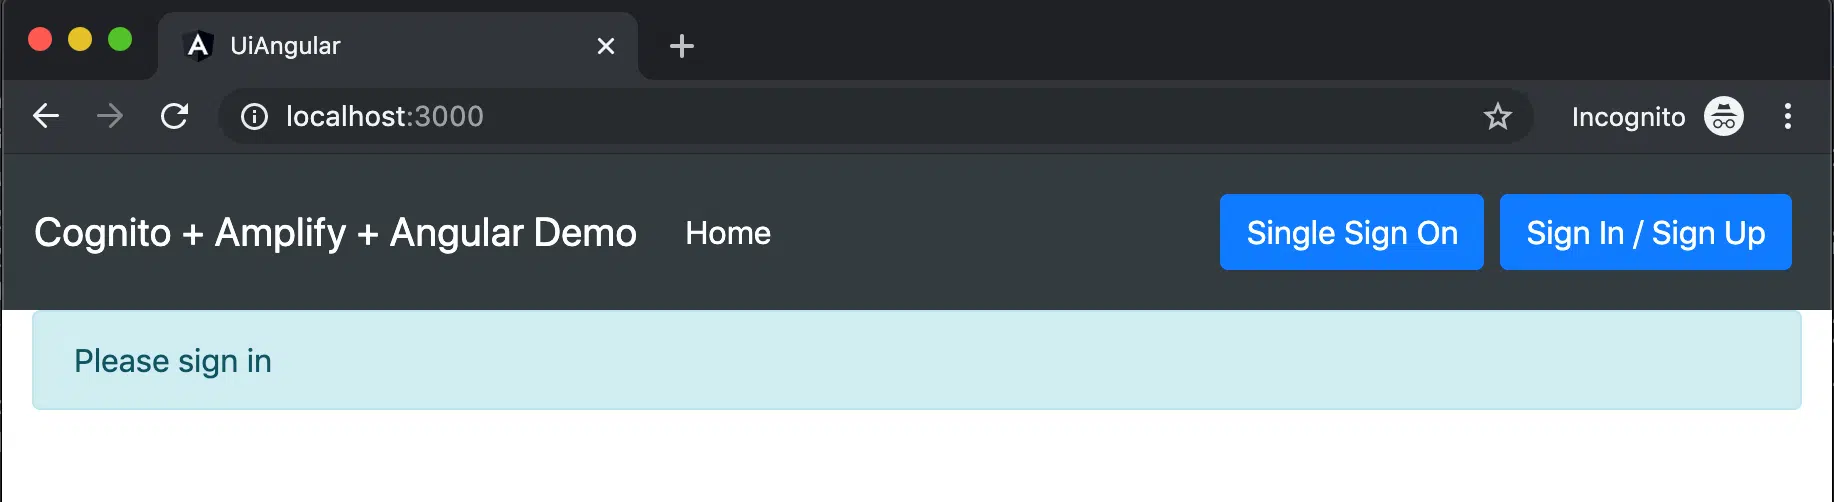 UiAngular
localhost:3000
Incognito
Cognito + Amplify + Angular Demo
Home
Single Sign On
Sign In / Sign Up
Please sign in